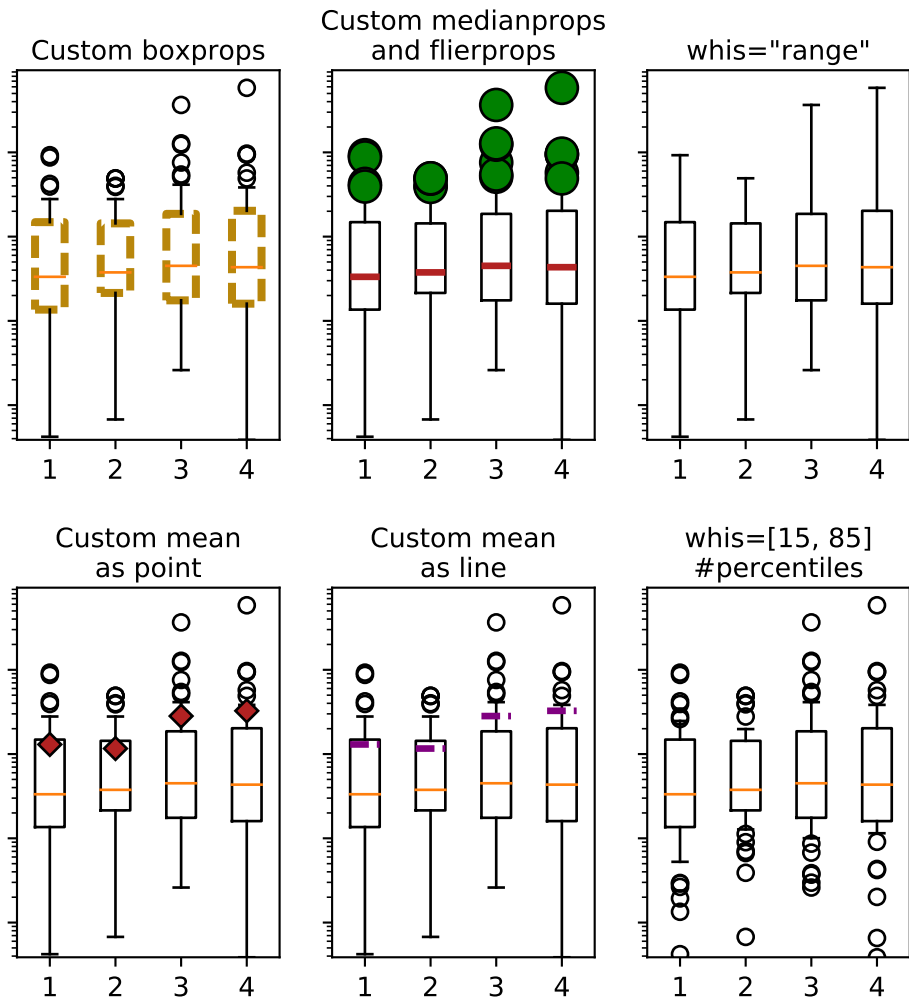 Custom boxprops
Custom medianprops
and flierprops
whis="range"
1 2 3 4
1 2 3 4
1 2 3 4
Custom mean
as point
Custom mean
as line
whis=[15, 85]
#percentiles
1 2 3 4
1 2 3 4
1 2 3 4